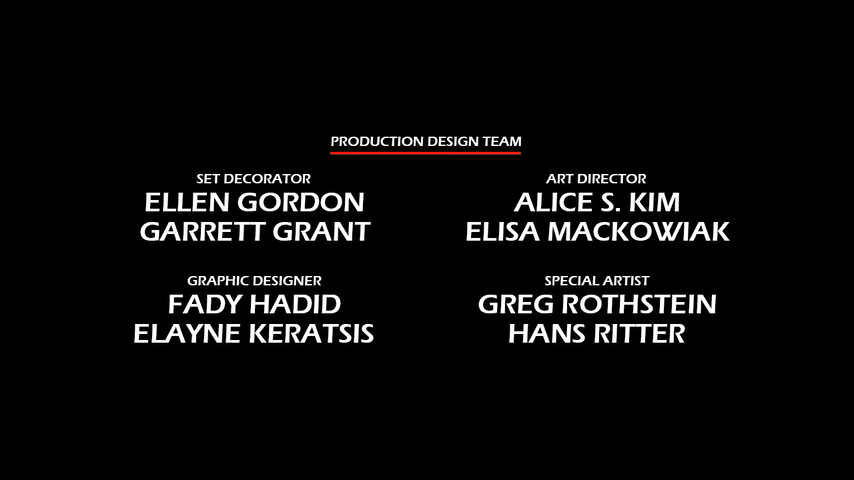 PRODUCTION DESIGN TEAM
SET DECORATOR
ELLEN GORDON
GARRETT GRANT
ART DIRECTOR
ALICE S. KIM
ELISA MACKOWIAK
GRAPHIC DESIGNER
FADY HADID
ELAYNE KERATSIS
SPECIAL ARTIST
GREG ROTHSTEIN
HANS RITTER